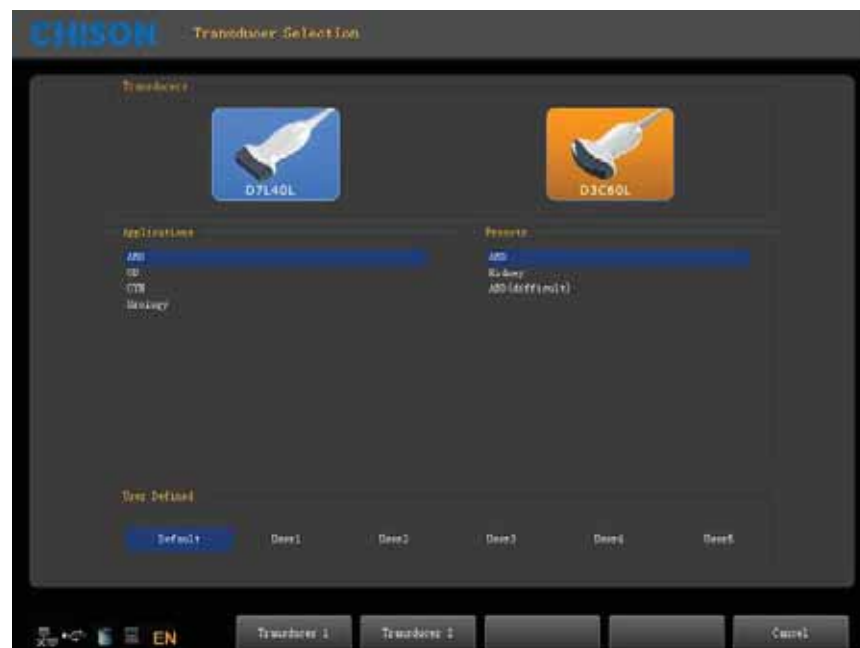 CHISON Transducer Selection
Transducers
D7L40L D3C60L
Applications Presets
ABD ABD
OB Kidney
GYN ABD(difficult)
Urology
User Defined
Default User1 User2 User3 User4 User5
EN Transducer 1 Transducer 2 Cancel